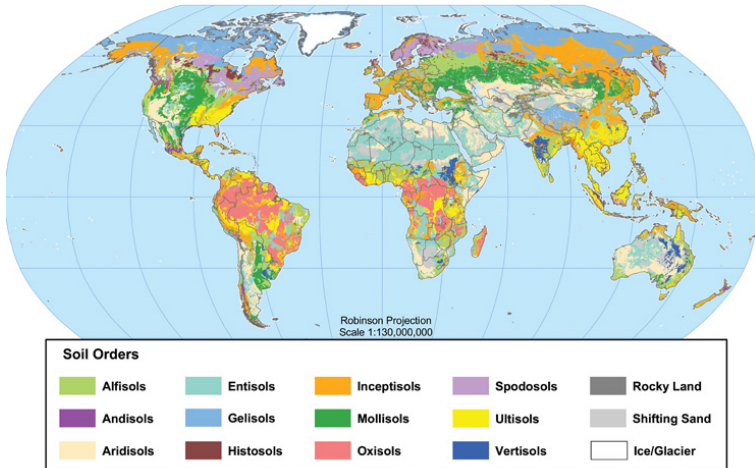 Robinson Projection
Scale 1:130,000,000
Soil Orders
Alfisols Entisols Inceptisols Spodosols Rocky Land
Andisols Gelisols Mollisols Ultisols Shifting Sand
Aridisols Histosols Oxisols Vertisols Ice/Glacier